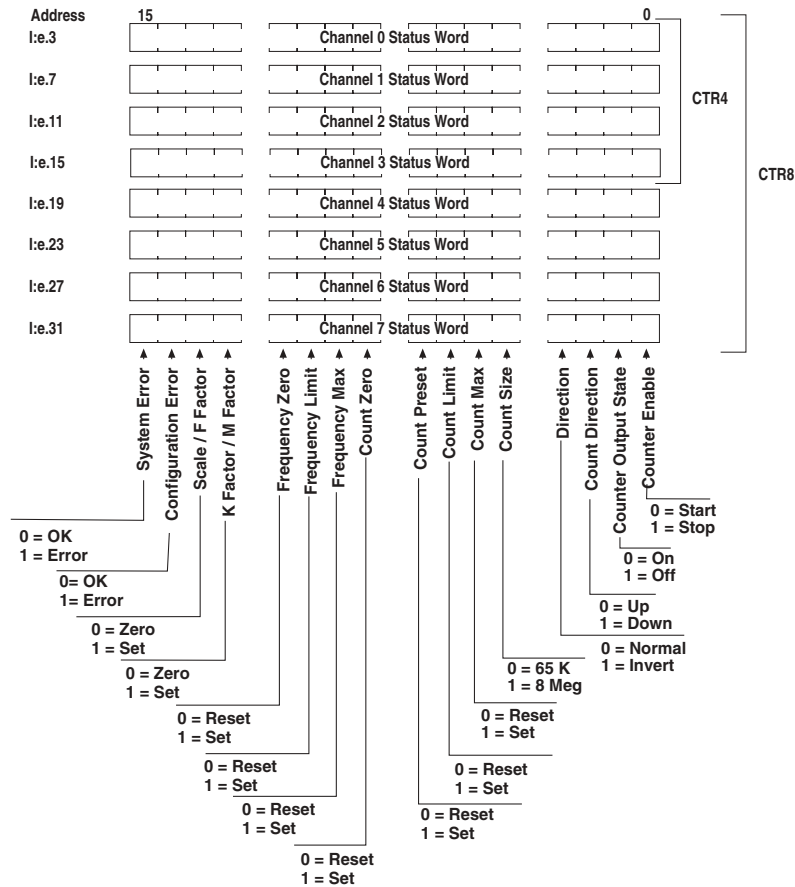 Address 15 0
I:e.3 Channel 0 Status Word
I:e.7 Channel 1 Status Word
CTR4
I:e.11 Channel 2 Status Word
I:e.15 Channel 3 Status Word
CTR8
I:e.19 Channel 4 Status Word
I:e.23 Channel 5 Status Word
I:e.27 Channel 6 Status Word
I:e.31 Channel 7 Status Word
System Error
Configuration Error
Scale / F Factor
K Factor / M Factor
Frequency Zero
Frequency Limit
Frequency Max
Count Zero
Count Preset
Count Limit
Count Max
Count Size
Direction
Count Direction
Counter Output State
Counter Enable
0 = OK
1 = Error
0= OK
1= Error
0 = Zero
1 = Set
0 = Zero
1 = Set
0 = Reset
1 = Set
0 = Reset
1 = Set
0 = Reset
1 = Set
0 = Reset
1 = Set
0 = Reset
1 = Set
0 = Reset
1 = Set
0 = Reset
1 = Set
0 = 65 K
1 = 8 Meg
0 = Normal
1 = Invert
0 = Up
1 = Down
0 = On
1 = Off
0 = Start
1 = Stop